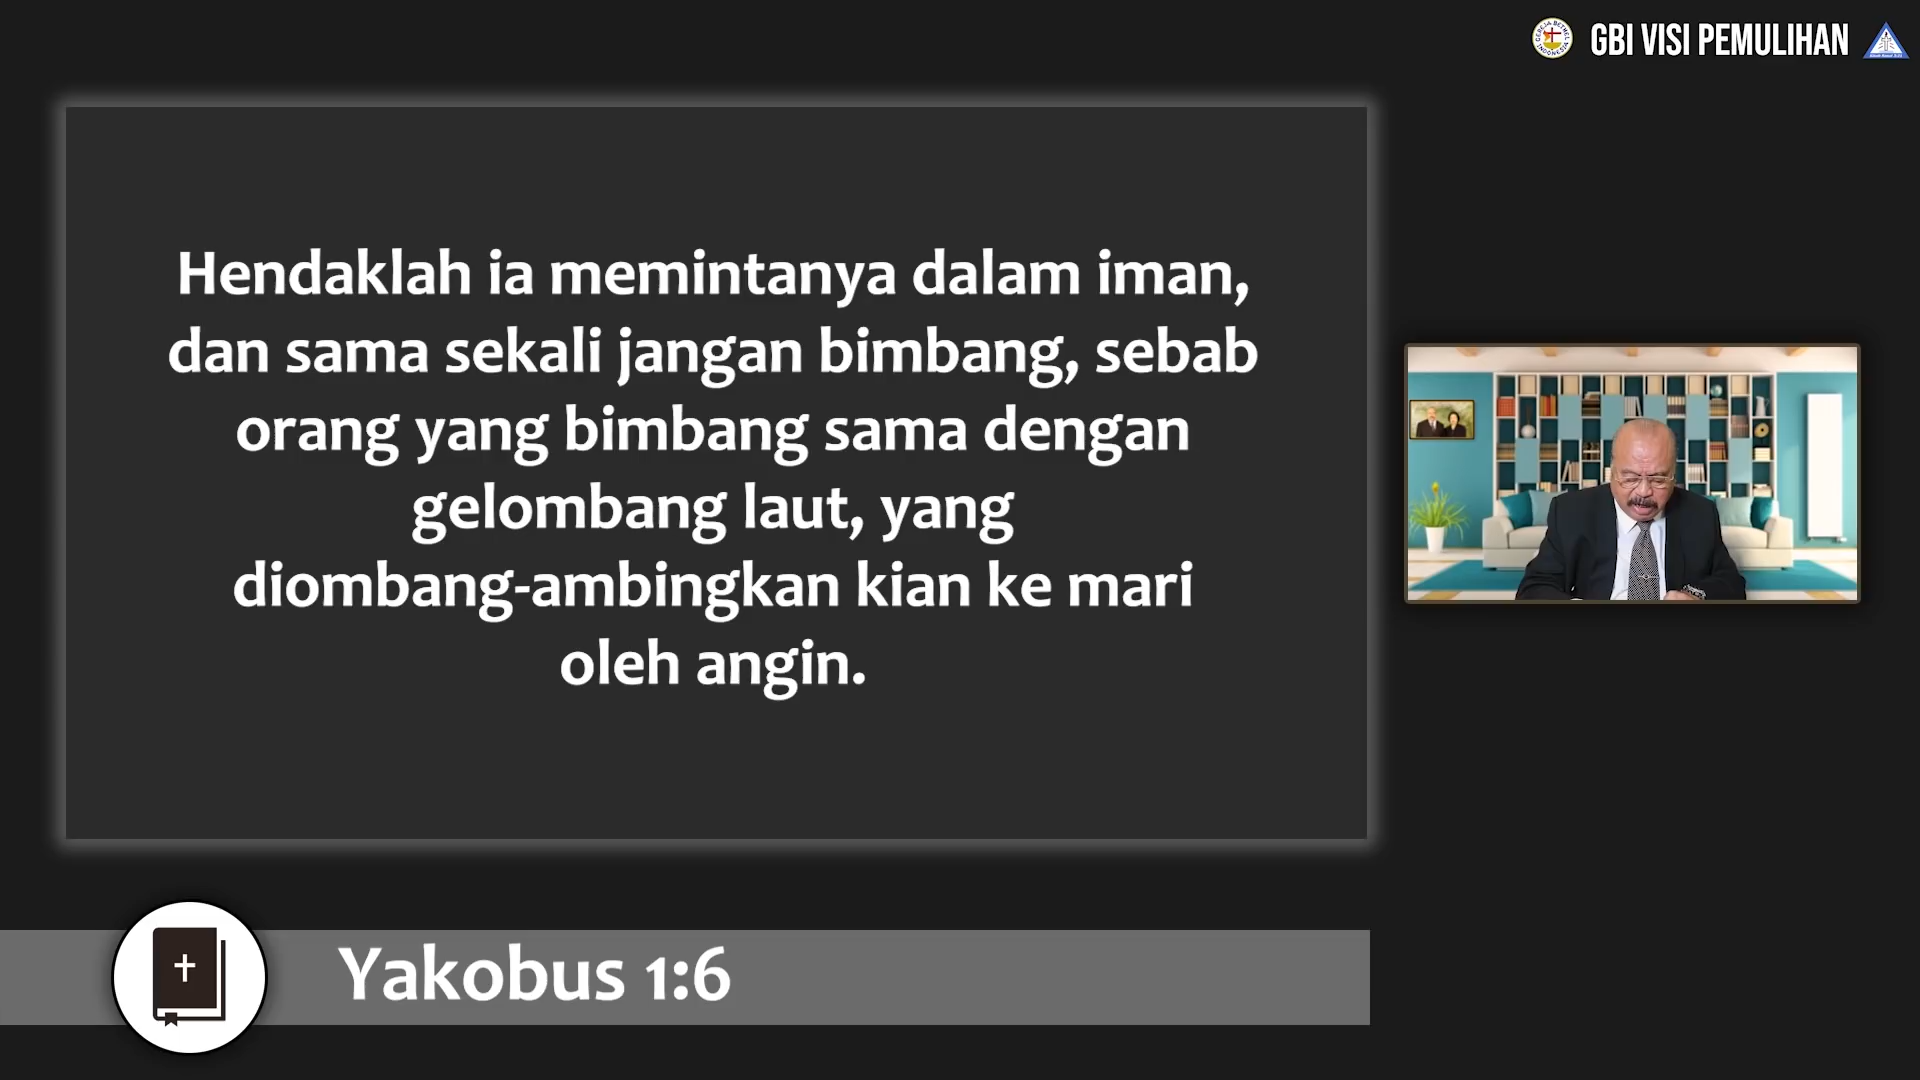 GBI VISI PEMULIHAN
Hendaklah ia memintanya dalam iman,
dan sama sekali jangan bimbang, sebab
orang yang bimbang sama dengan
gelombang laut, yang
diombang-ambingkan kian ke mari
oleh angin.
Yakobus 1:6